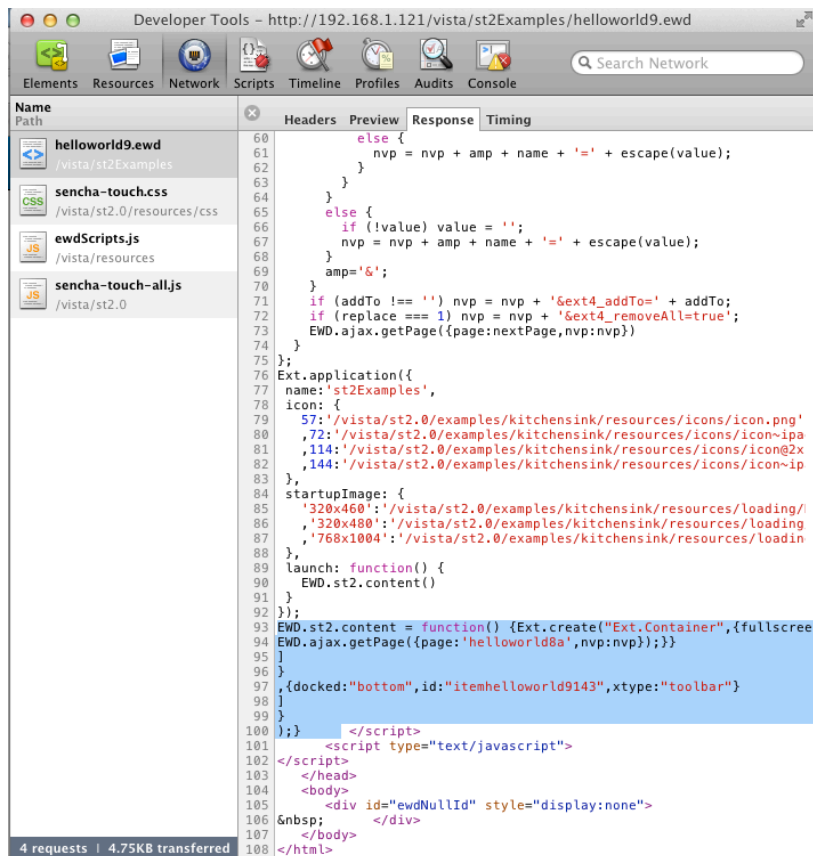 Developer Tools – http://192.168.1.121/vista/st2Examples/helloworld9.ewd
Elements Resources Network Scripts Timeline Profiles Audits Console
Search Network
Name
Path
helloworld9.ewd
/vista/st2Examples
sencha-touch.css
/vista/st2.0/resources/css
ewdScripts.js
/vista/resources
sencha-touch-all.js
/vista/st2.0
4 requests | 4.75KB transferred
Headers Preview Response Timing
60 else {
61 nvp = nvp + amp + name + '=' + escape(value);
62 }
63 }
64 }
65 else {
66 if (!value) value = '';
67 nvp = nvp + amp + name + '=' + escape(value);
68 }
69 amp='&';
70 }
71 if (addTo !== '') nvp = nvp + '&ext4_addTo=' + addTo;
72 if (replace === 1) nvp = nvp + '&ext4_removeAll=true';
73 EWD.ajax.getPage({page:nextPage,nvp:nvp})
74 }
75 };
76 Ext.application({
77 name:'st2Examples',
78 icon: {
79 57:'/vista/st2.0/examples/kitchensink/resources/icons/icon.png'
80 ,72:'/vista/st2.0/examples/kitchensink/resources/icons/icon~ipa
81 ,114:'/vista/st2.0/examples/kitchensink/resources/icons/icon@2x
82 ,144:'/vista/st2.0/examples/kitchensink/resources/icons/icon~ip
83 },
84 startupImage: {
85 '320x460':'/vista/st2.0/examples/kitchensink/resources/loading/
86 ,'320x480':'/vista/st2.0/examples/kitchensink/resources/loading
87 ,'768x1004':'/vista/st2.0/examples/kitchensink/resources/loadin
88 },
89 launch: function() {
90 EWD.st2.content()
91 }
92 });
93 EWD.st2.content = function() {Ext.create("Ext.Container",{fullscree
94 EWD.ajax.getPage({page:'helloworld8a',nvp:nvp});}}
95 ]
96 }
97 ,{docked:"bottom",id:"itemhelloworld9143",xtype:"toolbar"}
98 ]
99 }
100 );} </script>
101 <script type="text/javascript">
102 </script>
103 </head>
104 <body>
105 <div id="ewdNullId" style="display:none">
106 &nbsp; </div>
107 </body>
108 </html>